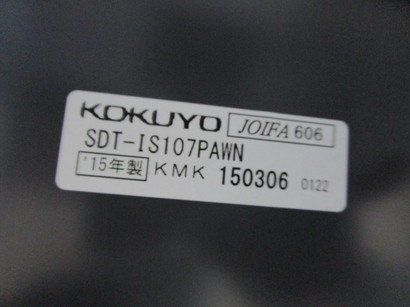 KOKUYO JOIFA 606
SDT-IS107PAWN
'15年製 KMK 150306 0122